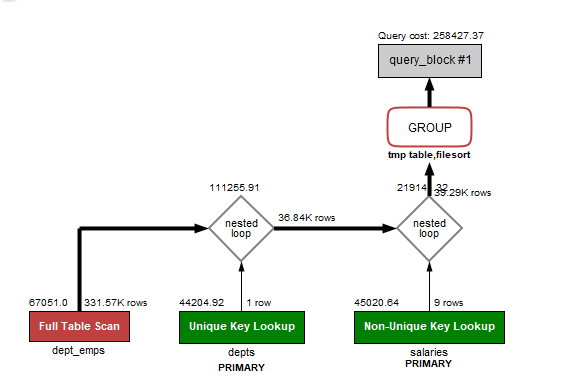 Query cost: 258427.37
query_block #1
GROUP
tmp table,filesort
111255.91
21914 32
39.29K rows
nested
loop
36.84K rows
nested
loop
67051.0
331.57K rows
44204.92
1 row
45020.64
9 rows
Full Table Scan
Unique Key Lookup
Non-Unique Key Lookup
dept_emps
depts
salaries
PRIMARY
PRIMARY